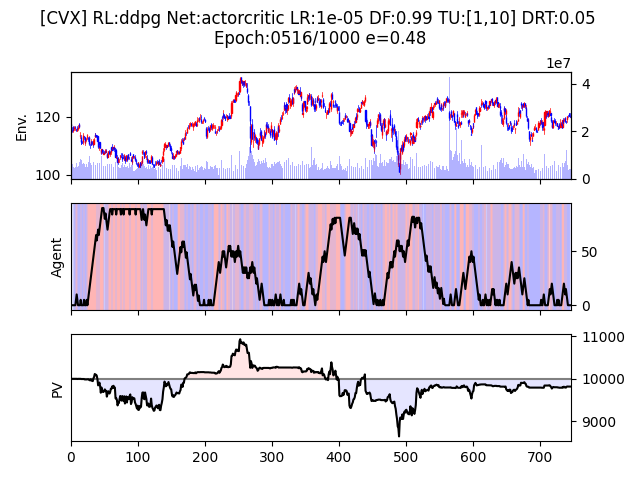 [CVX] RL:ddpg Net:actorcritic LR:1e-05 DF:0.99 TU:[1,10] DRT:0.05
Epoch:0516/1000 e=0.48
1e7
Env.
120
100
4
2
0
Agent
50
0
PV
11000
10000
9000
0 100 200 300 400 500 600 700